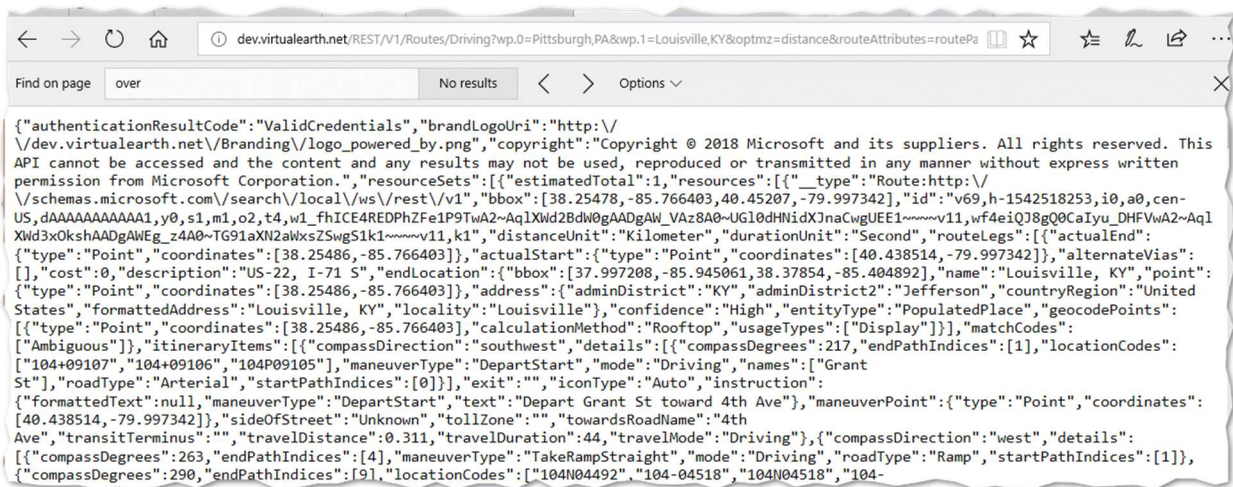 dev.virtualearth.net/REST/V1/Routes/Driving?wp.0=Pittsburgh,PA&wp.1=Louisville,KY&optmz=distance&routeAttributes=routePa
Find on page over No results Options
{"authenticationResultCode":"ValidCredentials","brandLogoUri":"http:\/
\/dev.virtualearth.net\/Branding\/logo_powered_by.png","copyright":"Copyright © 2018 Microsoft and its suppliers. All rights reserved. This
API cannot be accessed and the content and any results may not be used, reproduced or transmitted in any manner without express written
permission from Microsoft Corporation.","resourceSets":[{"estimatedTotal":1,"resources":[{"__type":"Route:http:\/
\/schemas.microsoft.com\/search\/local\/ws\/rest\/v1","bbox":[38.25378,-85.766403,40.45207,-79.997342],"id":"v69,h-1542518253,i0,a0,cen-
US,dAAAAAAAAAAA1,y0,s1,m1,o2,t4,w1_fhICE4REDPhZFe1P9TwA2~AqlXWd2BdW0gAADgAW_VAz8A0~UGl0dHNidXJnaCwgUEE1~~~~v11,wf4eiQJ8gQ0CaIyu_DHFVwA2~Aql
XWd3xOkshAADgAWEg_z4A0~TG91aXN2aWxsZSwgS1k1~~~~v11,k1","distanceUnit":"Kilometer","durationUnit":"Second","routeLegs":[{"actualEnd":
{"type":"Point","coordinates":[38.25486,-85.766403]},"actualStart":{"type":"Point","coordinates":[40.438514,-79.997342]},"alternateVias":
[],"cost":0,"description":"US-22, I-71 S","endLocation":{"bbox":[37.997208,-85.945061,38.37854,-85.404892],"name":"Louisville, KY","point":
{"type":"Point","coordinates":[38.25486,-85.766403]},"address":{"adminDistrict":"KY","adminDistrict2":"Jefferson","countryRegion":"United
States","formattedAddress":"Louisville, KY","locality":"Louisville"},"confidence":"High","entityType":"PopulatedPlace","geocodePoints":
[{"type":"Point","coordinates":[38.25486,-85.766403],"calculationMethod":"Rooftop","usageTypes":["Display"]}],"matchCodes":
["Ambiguous"]},"itineraryItems":[{"compassDirection":"southwest","details":[{"compassDegrees":217,"endPathIndices":[1],"locationCodes":
["104+09107","104+09106","104P09105"],"maneuverType":"DepartStart","mode":"Driving","names":["Grant
St"],"roadType":"Arterial","startPathIndices":[0]}],"exit":"","iconType":"Auto","instruction":
{"formattedText":null,"maneuverType":"DepartStart","text":"Depart Grant St toward 4th Ave"},"maneuverPoint":{"type":"Point","coordinates":
[40.438514,-79.997342]},"sideOfStreet":"Unknown","tollZone":"","towardsRoadName":"4th
Ave","transitTerminus":"","travelDistance":0.311,"travelDuration":44,"travelMode":"Driving"},{"compassDirection":"west","details":
[{"compassDegrees":263,"endPathIndices":[4],"maneuverType":"TakeRampStraight","mode":"Driving","roadType":"Ramp","startPathIndices":[1]},
{"compassDegrees":290,"endPathIndices":[9],"locationCodes":["104N04492","104-04518","104N04518","104-